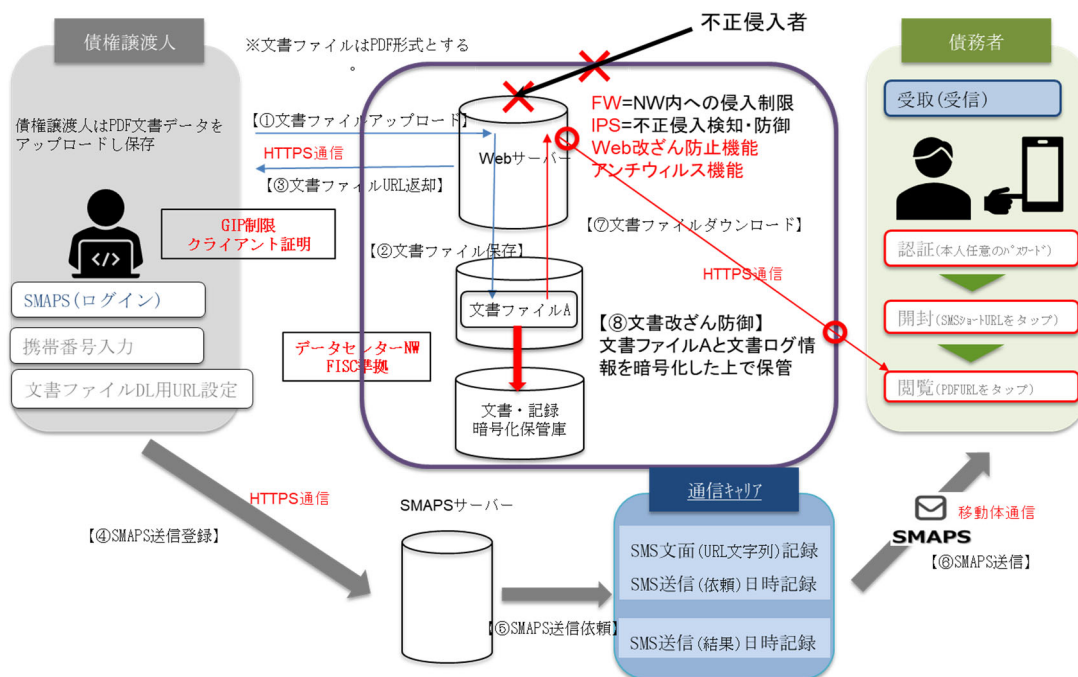 債権譲渡人
※文書ファイルはPDF形式とする
。
不正侵入者
債務者
受取(受信)
債権譲渡人はPDF文書データを
アップロードし保存
【①文書ファイルアップロード】
HTTPS通信
【③文書ファイルURL返却】
Webサーバー
FW=NW内への侵入制限
IPS=不正侵入検知・防御
Web改ざん防止機能
アンチウィルス機能
GIP制限
クライアント証明
【②文書ファイル保存】
【⑦文書ファイルダウンロード】
HTTPS通信
認証(本人任意のﾊﾟｽﾜｰﾄﾞ)
SMAPS(ログイン)
携帯番号入力
文書ファイルDL用URL設定
文書ファイルA
データセンターNW
FISC準拠
【⑧文書改ざん防御】
文書ファイルAと文書ログ情
報を暗号化した上で保管
開封(SMSｼｮｰﾄURLをタップ)
閲覧(PDFURLをタップ)
文書・記録
暗号化保管庫
HTTPS通信
【④SMAPS送信登録】
SMAPSサーバー
【⑤SMAPS送信依頼】
通信ｷｬﾘｱ
SMS文面(URL文字列)記録
SMS送信(依頼)日時記録
SMS送信(結果)日時記録
移動体通信
SMAPS
【⑥SMAPS送信】